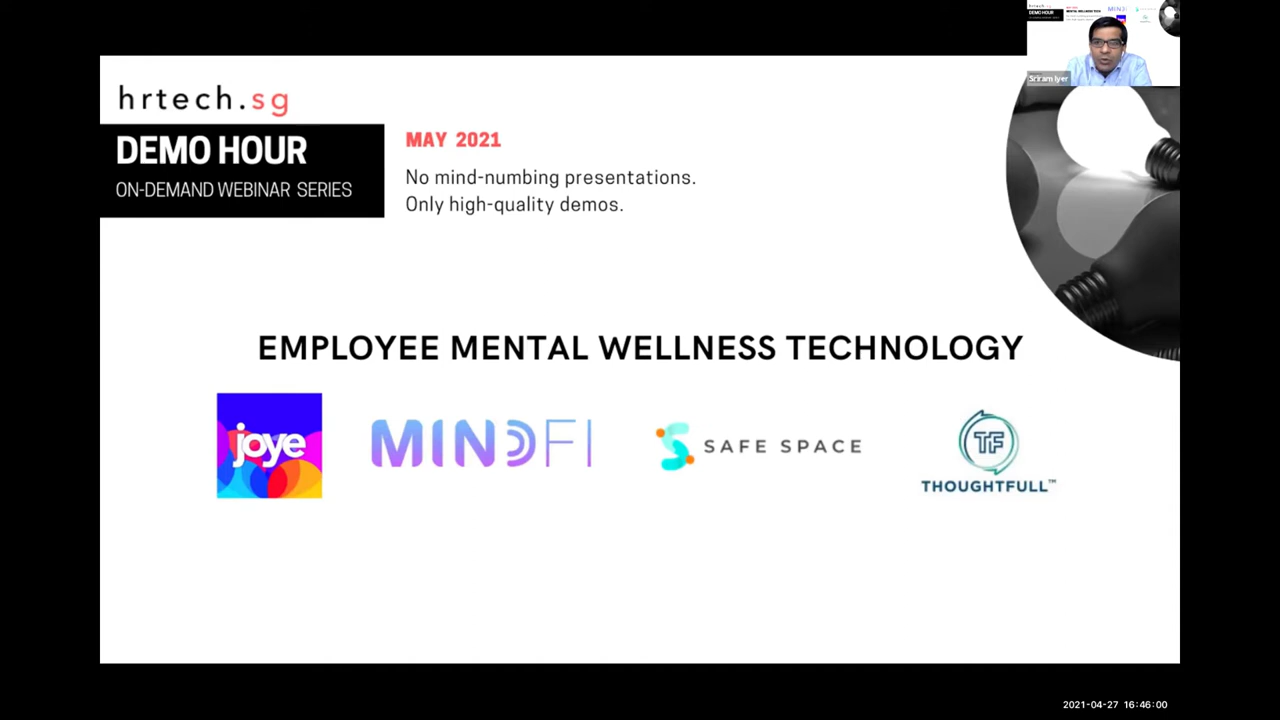 hrtech.sg
DEMO HOUR
ON-DEMAND WEBINAR SERIES
MAY 2021
No mind-numbing presentations.
Only high-quality demos.
Sriram Iyer
EMPLOYEE MENTAL WELLNESS TECHNOLOGY
joye
MINDFI
SAFE SPACE
TF
THOUGHTFULL™
2021-04-27 16:46:00